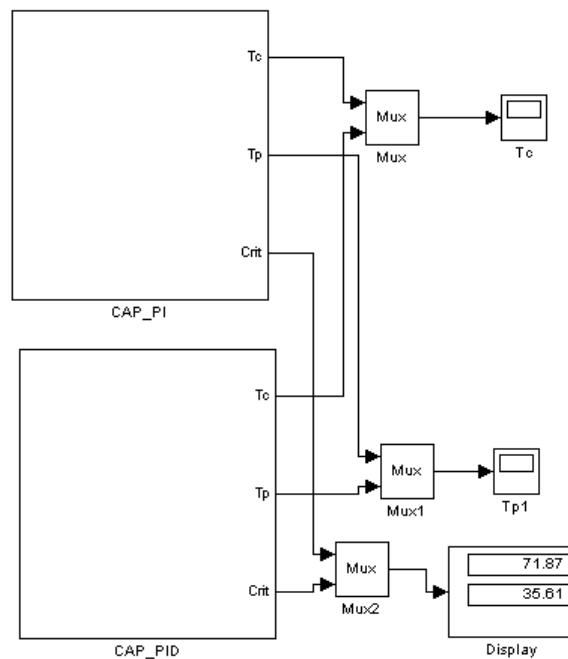 Tc
Mux
Mux
Tc
Tp
Crit
CAP_PI
Tc
Tp
Mux
Mux1
Tp1
Crit
Mux
Mux2
71.87
35.61
Display
CAP_PID